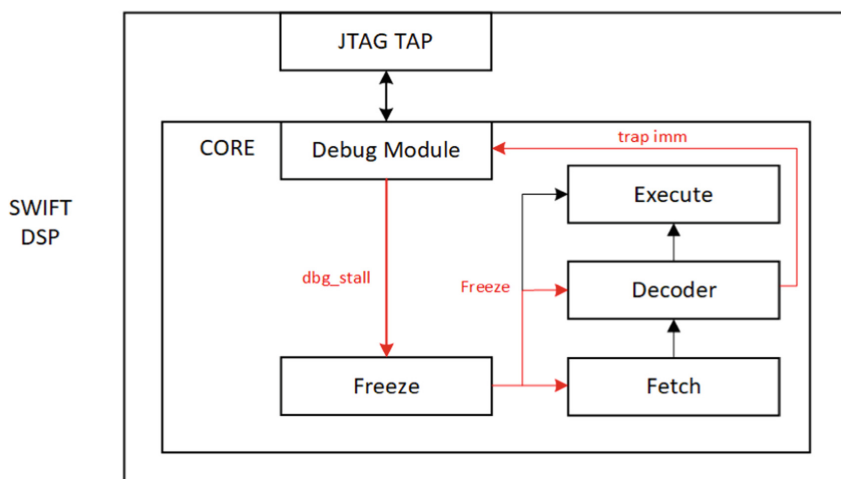 JTAG TAP
CORE
Debug Module
trap imm
Execute
SWIFT
DSP
dbg_stall
Freeze
Decoder
Freeze
Fetch